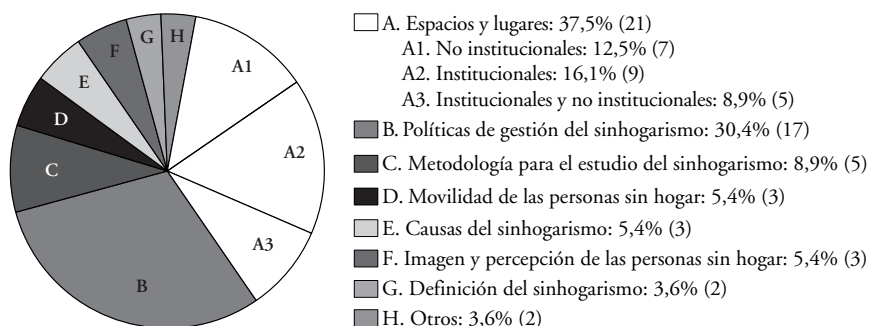 A. Espacios y lugares: 37,5% (21)
A1. No institucionales: 12,5% (7)
A2. Institucionales: 16,1% (9)
A3. Institucionales y no institucionales: 8,9% (5)
B. Políticas de gestión del sinhogarismo: 30,4% (17)
C. Metodología para el estudio del sinhogarismo: 8,9% (5)
D. Movilidad de las personas sin hogar: 5,4% (3)
E. Causas del sinhogarismo: 5,4% (3)
F. Imagen y percepción de las personas sin hogar: 5,4% (3)
G. Definición del sinhogarismo: 3,6% (2)
H. Otros: 3,6% (2)
A1
A2
A3
B
C
D
E
F
G
H